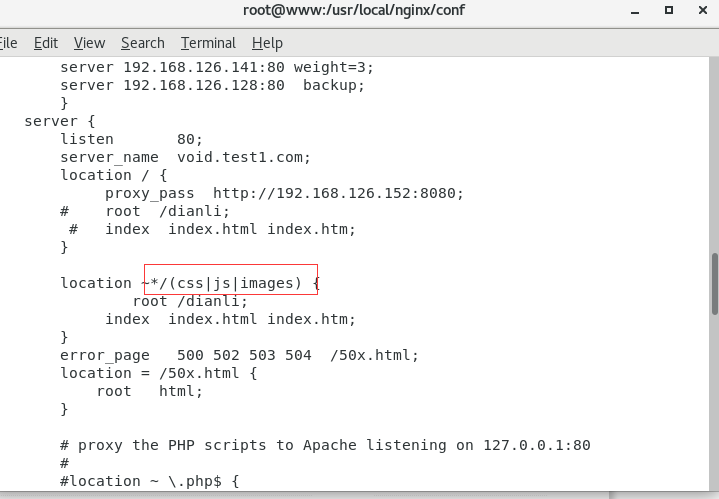 root@www:/usr/local/nginx/conf
File Edit View Search Terminal Help
server 192.168.126.141:80 weight=3;
server 192.168.126.128:80  backup;
}
server {
listen       80;
server_name  void.test1.com;
location / {
proxy_pass  http://192.168.126.152:8080;
#    root  /dianli;
#   index  index.html index.htm;
}
location ~*/(css|js|images) {
root /dianli;
index  index.html index.htm;
}
error_page   500 502 503 504  /50x.html;
location = /50x.html {
root   html;
}
# proxy the PHP scripts to Apache listening on 127.0.0.1:80
#
#location ~ \.php$ {